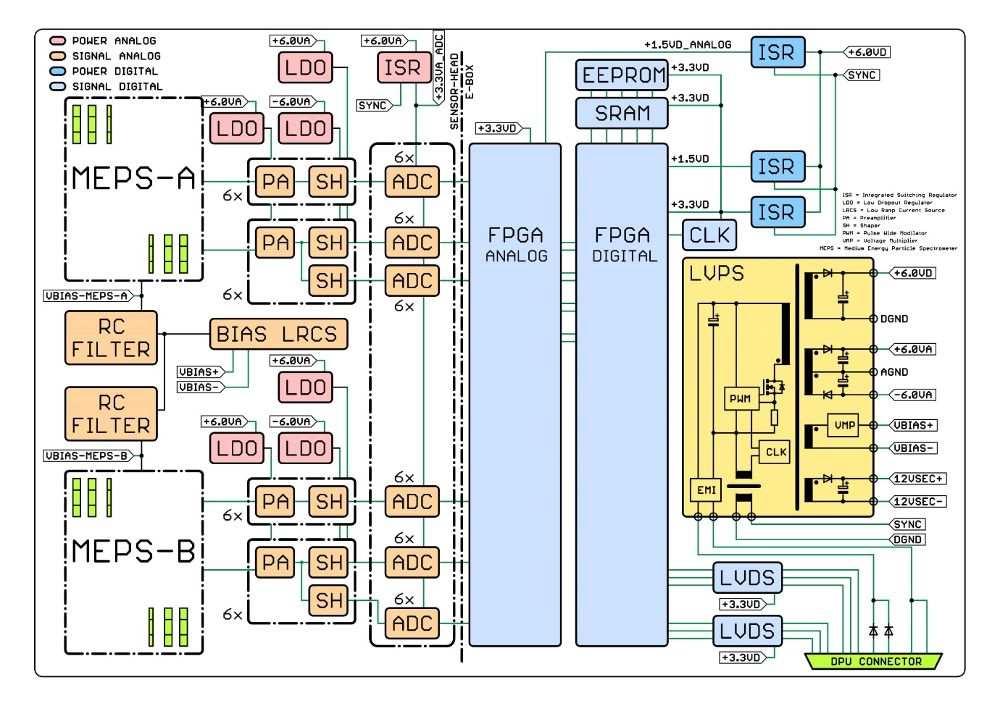 POWER ANALOG
SIGNAL ANALOG
POWER DIGITAL
SIGNAL DIGITAL
+6.0VA
LDO
+6.0VA
ISR
+3.3VA_ADC
SYNC
SENSOR-HEAD
E-BOX
+6.0VA
LDO
-6.0VA
LDO
MEPS-A
PA
SH
6x
PA
SH
SH
6x
6x
ADC
6x
ADC
ADC
6x
VBIAS-MEPS-A
RC
FILTER
BIAS LRCS
VBIAS+
VBIAS-
RC
FILTER
VBIAS-MEPS-B
+6.0VA
LDO
+6.0VA
LDO
-6.0VA
LDO
MEPS-B
PA
SH
6x
PA
SH
SH
6x
6x
ADC
6x
ADC
6x
ADC
+3.3VD
FPGA
ANALOG
FPGA
DIGITAL
EEPROM
SRAM
+1.5VD_ANALOG
+3.3VD
+3.3VD
ISR
+6.0VD
SYNC
+1.5VD
ISR
+3.3VD
ISR
CLK
ISR = Integrated Switching Regulator
LDO = Low Dropout Regulator
LRCS = Low Ramp Current Source
PA = Preamplifier
SH = Shaper
PWM = Pulse Wide Modilator
VMP = Voltage Multiplier
MEPS = Medium Energy Particle Spectrometer
LVPS
PWM
CLK
EMI
VMP
+6.0VD
DGND
+6.0VA
AGND
-6.0VA
VBIAS+
VBIAS-
12VSEC+
12VSEC-
SYNC
DGND
LVDS
+3.3VD
LVDS
+3.3VD
DPU CONNECTOR